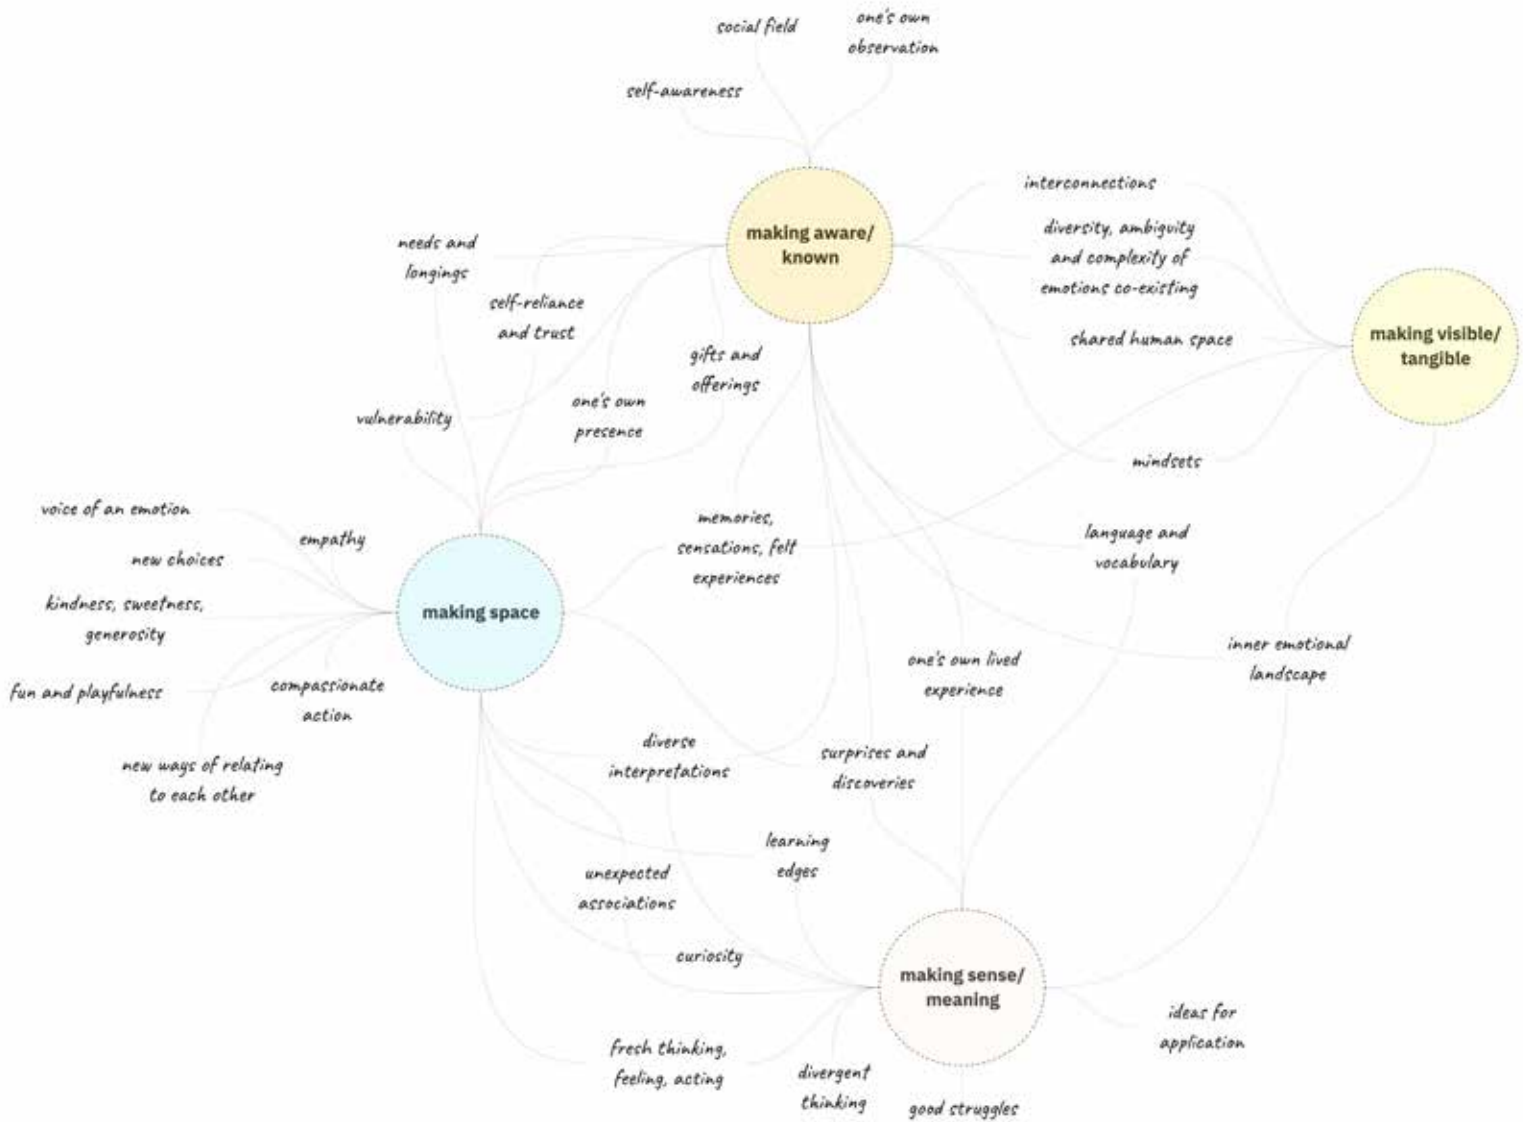 social field
one's own
observation
self-awareness
making aware/
known
interconnections
diversity, ambiguity
and complexity of
emotions co-existing
shared human space
making visible/
tangible
needs and
longings
self-reliance
and trust
gifts and
offerings
vulnerability
one's own
presence
mindsets
voice of an emotion
empathy
new choices
kindness, sweetness,
generosity
fun and playfulness
compassionate
action
new ways of relating
to each other
making space
memories,
sensations, felt
experiences
language and
vocabulary
inner emotional
landscape
one's own lived
experience
diverse
interpretations
surprises and
discoveries
learning
edges
unexpected
associations
curiosity
making sense/
meaning
ideas for
application
fresh thinking,
feeling, acting
divergent
thinking
good struggles